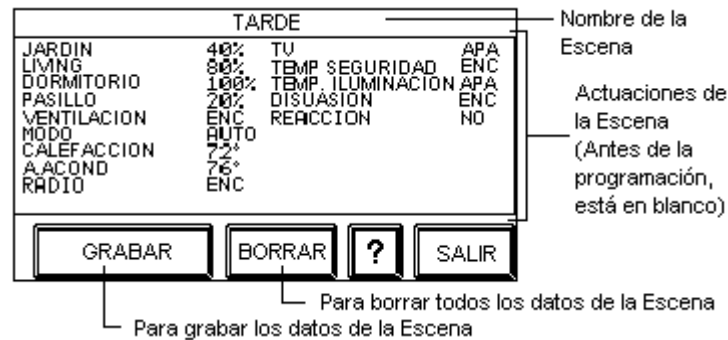 TARDE
JARDIN 40%
LIVING 80%
DORMITORIO 100%
PASILLO 20%
VENTILACION ENC
MODO AUTO
CALEFACCION 72°
A.ACOND 76°
RADIO ENC
TV APA
TEMP SEGURIDAD ENC
TEMP. ILUMINACION APA
DISUASION ENC
REACCION NO
GRABAR
BORRAR
?
SALIR
Nombre de la
Escena
Actuaciones de
la Escena
(Antes de la
programación,
está en blanco)
Para borrar todos los datos de la Escena
Para grabar los datos de la Escena